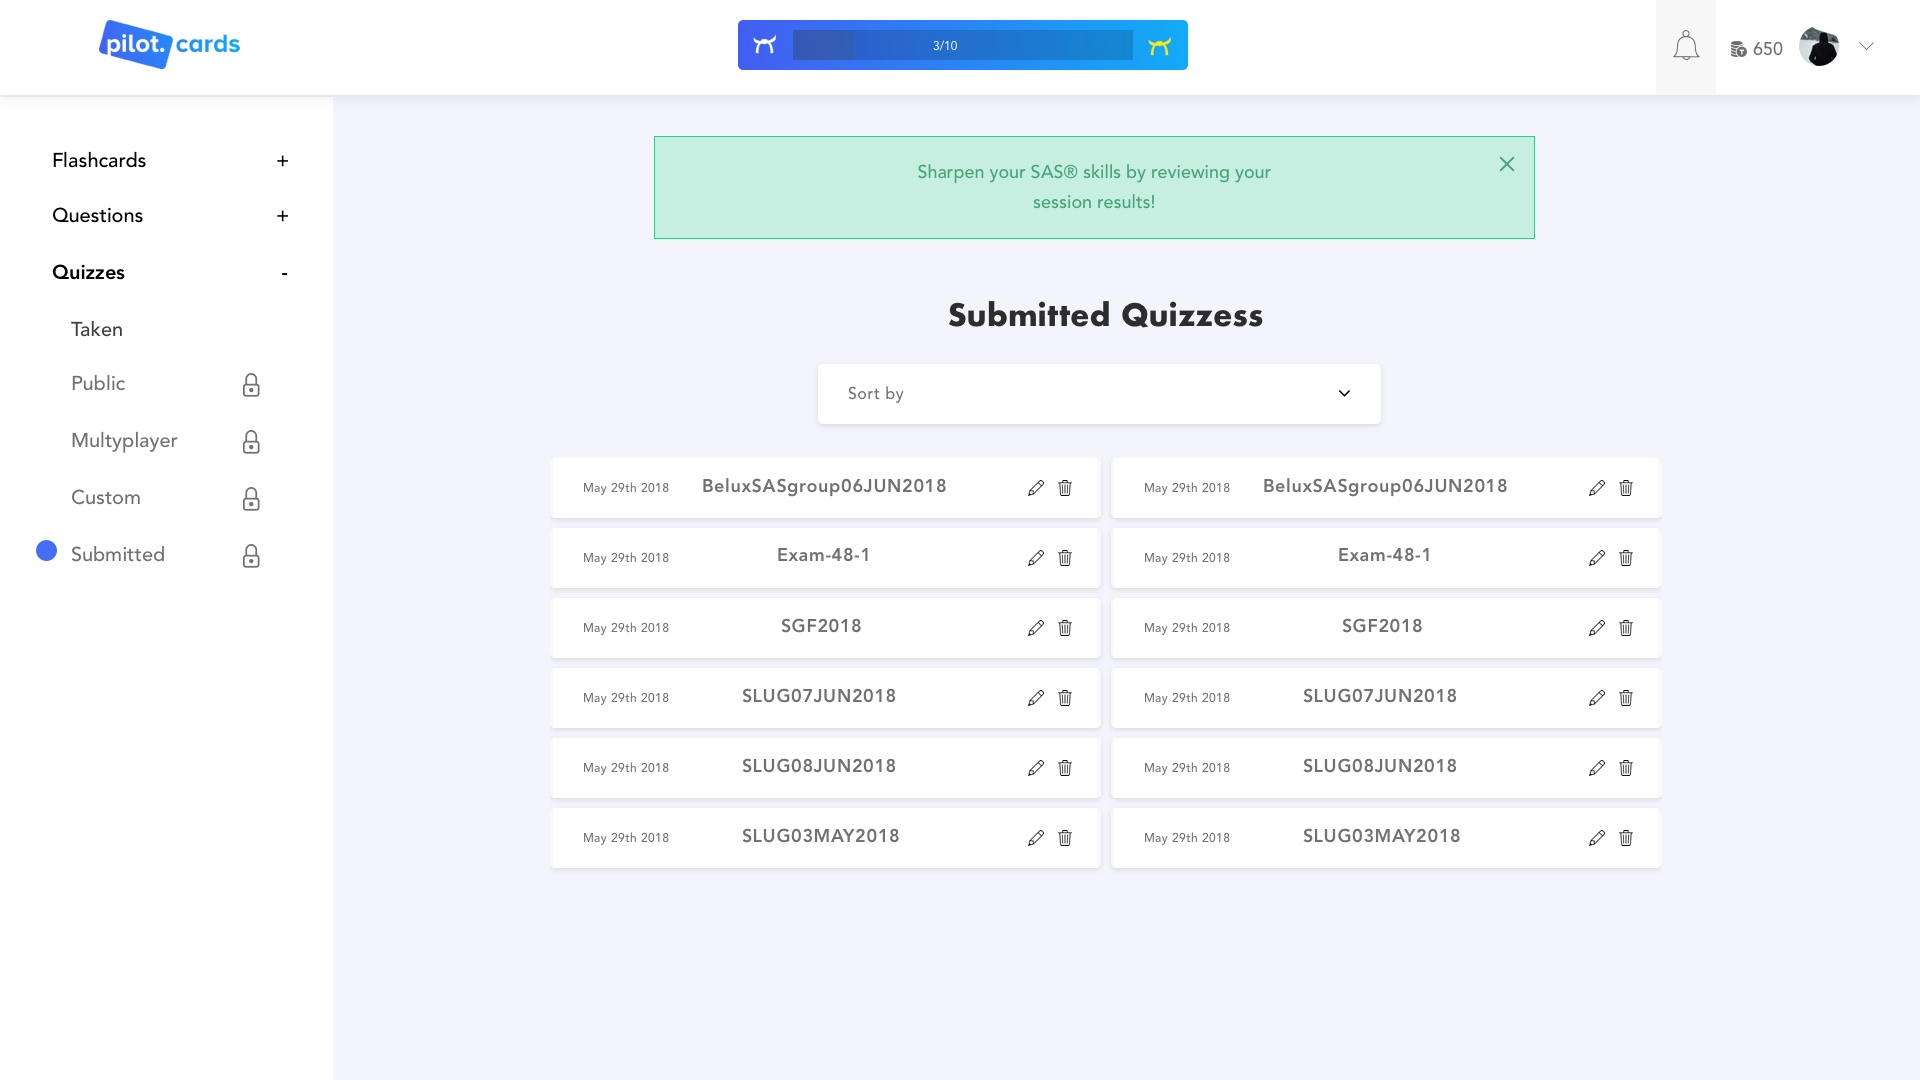 pilot. cards
3/10
650
Flashcards +
Questions +
Quizzes -
Taken
Public
Multyplayer
Custom
Submitted
Sharpen your SAS® skills by reviewing your
session results!
Submitted Quizzess
Sort by
May 29th 2018 BeluxSASgroup06JUN2018
May 29th 2018 BeluxSASgroup06JUN2018
May 29th 2018 Exam-48-1
May 29th 2018 Exam-48-1
May 29th 2018 SGF2018
May 29th 2018 SGF2018
May 29th 2018 SLUG07JUN2018
May 29th 2018 SLUG07JUN2018
May 29th 2018 SLUG08JUN2018
May 29th 2018 SLUG08JUN2018
May 29th 2018 SLUG03MAY2018
May 29th 2018 SLUG03MAY2018